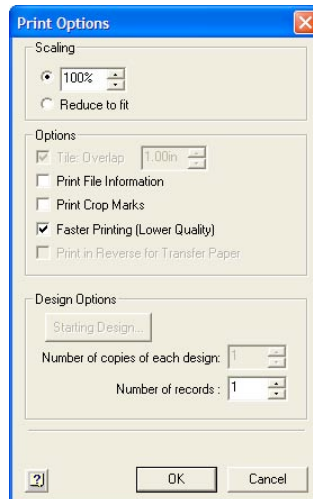 Print Options
Scaling
100%
Reduce to fit
Options
Tile: Overlap 1.00in
Print File Information
Print Crop Marks
Faster Printing (Lower Quality)
Print in Reverse for Transfer Paper
Design Options
Starting Design...
Number of copies of each design: 1
Number of records : 1
? OK Cancel